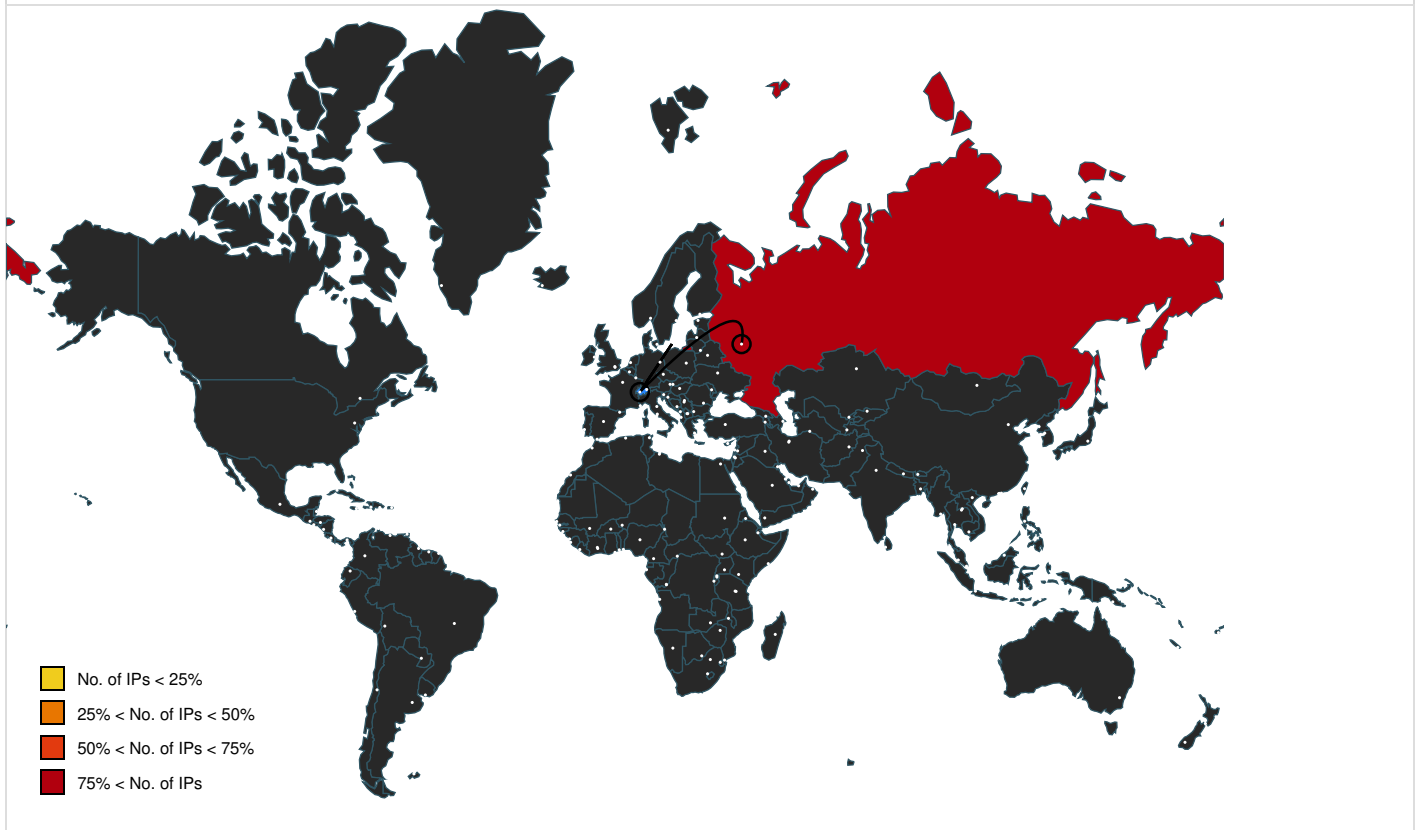 No. of IPs < 25%
25% < No. of IPs < 50%
50% < No. of IPs < 75%
75% < No. of IPs